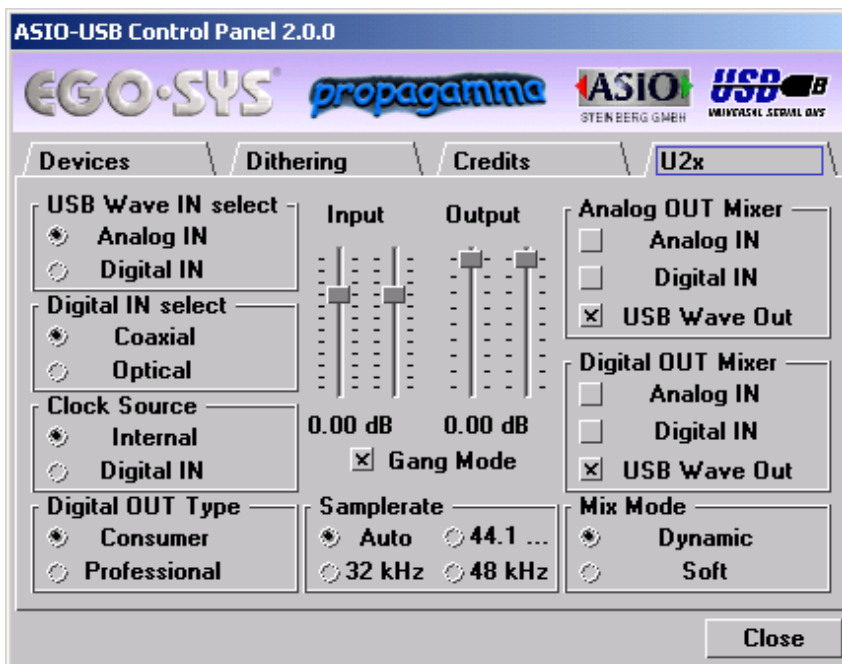 ASIO-USB Control Panel 2.0.0
EGO·SYS propagamma ASIO STEINBERG GMBH USB UNIVERSAL SERIAL BUS
Devices Dithering Credits U2x
USB Wave IN select
Analog IN
Digital IN
Digital IN select
Coaxial
Optical
Clock Source
Internal
Digital IN
Digital OUT Type
Consumer
Professional
Input Output
0.00 dB 0.00 dB
Gang Mode
Samplerate
Auto 44.1 ...
32 kHz 48 kHz
Analog OUT Mixer
Analog IN
Digital IN
USB Wave Out
Digital OUT Mixer
Analog IN
Digital IN
USB Wave Out
Mix Mode
Dynamic
Soft
Close